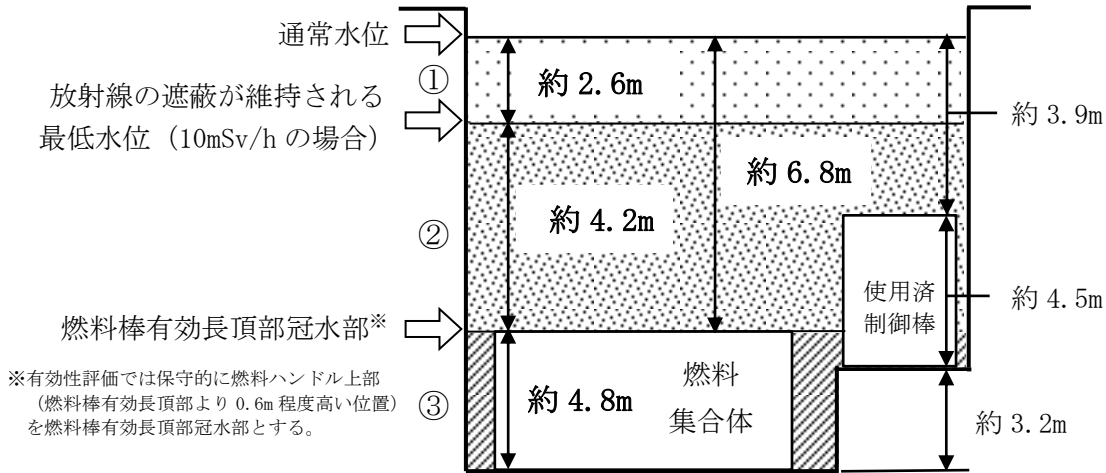 通常水位
①
約 2.6m
放射線の遮蔽が維持される
最低水位（10mSv/h の場合）
約 3.9m
約 6.8m
約 4.2m
②
使用済
制御棒
約 4.5m
燃料棒有効長頂部冠水部※
※有効性評価では保守的に燃料ハンドル上部
（燃料棒有効長頂部より 0.6m 程度高い位置）
を燃料棒有効長頂部冠水部とする。
③
約 4.8m
燃料
集合体
約 3.2m